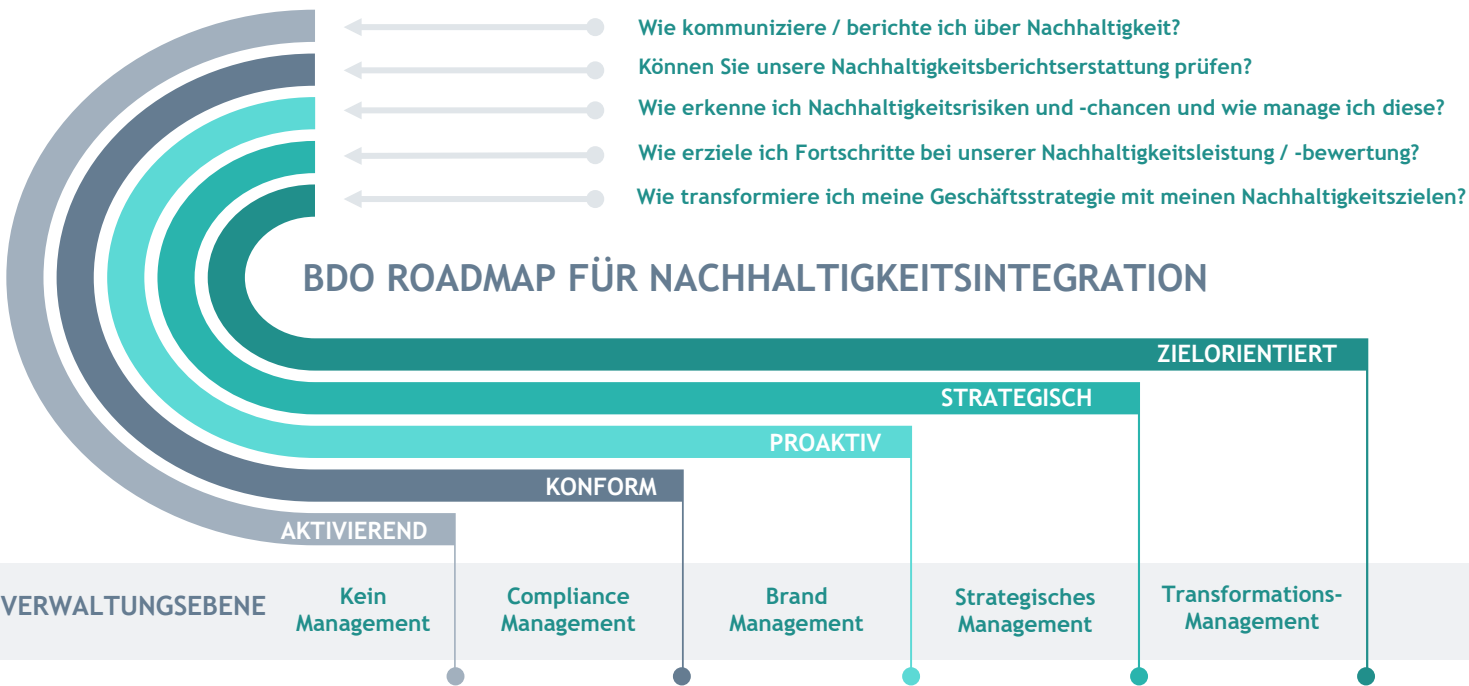 Wie kommuniziere / berichte ich über Nachhaltigkeit?
Können Sie unsere Nachhaltigkeitsberichtserstattung prüfen?
Wie erkenne ich Nachhaltigkeitsrisiken und -chancen und wie manage ich diese?
Wie erziele ich Fortschritte bei unserer Nachhaltigkeitsleistung / -bewertung?
Wie transformiere ich meine Geschäftsstrategie mit meinen Nachhaltigkeitszielen?
BDO ROADMAP FÜR NACHHALTIGKEITSINTEGRATION
ZIELORIENTIERT
STRATEGISCH
PROAKTIV
KONFORM
AKTIVIEREND
VERWALTUNGSEBENE
Kein
Management
Compliance
Management
Brand
Management
Strategisches
Management
Transformations-
Management